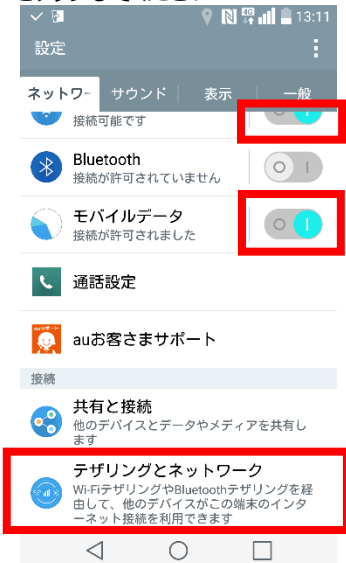 4G
13:11
設定
ネットワー サウンド 表示 一般
接続可能です
Bluetooth
接続が許可されていません
モバイルデータ
接続が許可されました
通話設定
auお客さまサポート
接続
共有と接続
他のデバイスとデータやメディアを共有し
ます
テザリングとネットワーク
Wi-FiテザリングやBluetoothテザリングを経
由して、他のデバイスがこの端末のインタ
ーネット接続を利用できます